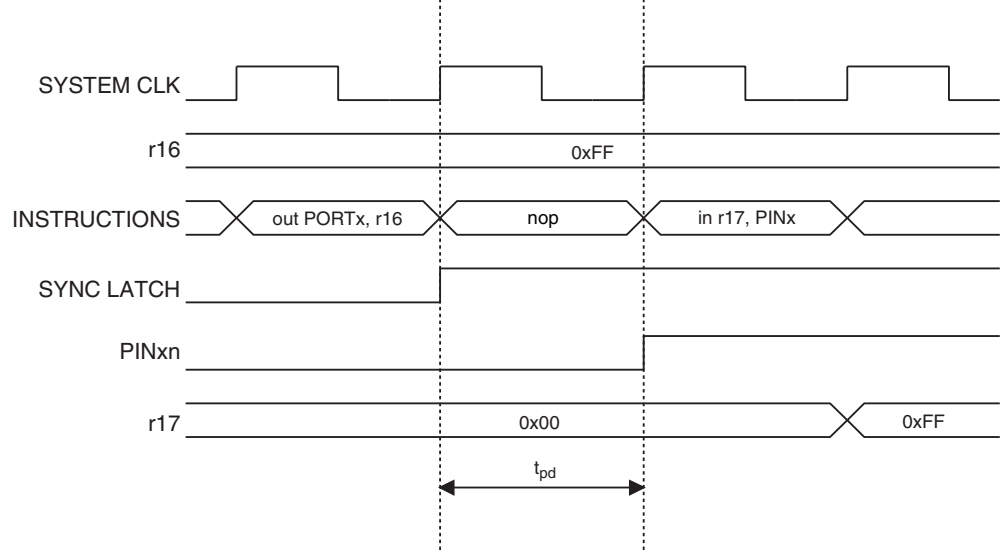 SYSTEM CLK
r16
0xFF
INSTRUCTIONS
out PORTx, r16
nop
in r17, PINx
SYNC LATCH
PINxn
r17
0x00
0xFF
tpd